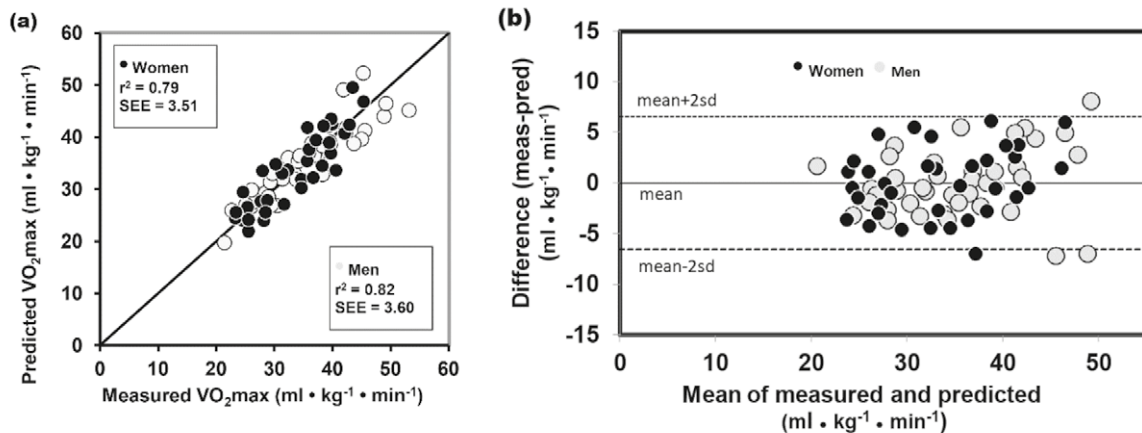 (a)
60
50
40
30
20
10
0
Predicted VO₂max (ml • kg⁻¹ • min⁻¹)
Women
r² = 0.79
SEE = 3.51
Men
r² = 0.82
SEE = 3.60
0 10 20 30 40 50 60
Measured VO₂max (ml • kg⁻¹ • min⁻¹)
(b)
15
10
5
0
-5
-10
-15
Difference (meas-pred)
(ml • kg⁻¹ • min⁻¹)
Women Men
mean+2sd
mean
mean-2sd
0 10 20 30 40 50
Mean of measured and predicted
(ml • kg⁻¹ • min⁻¹)